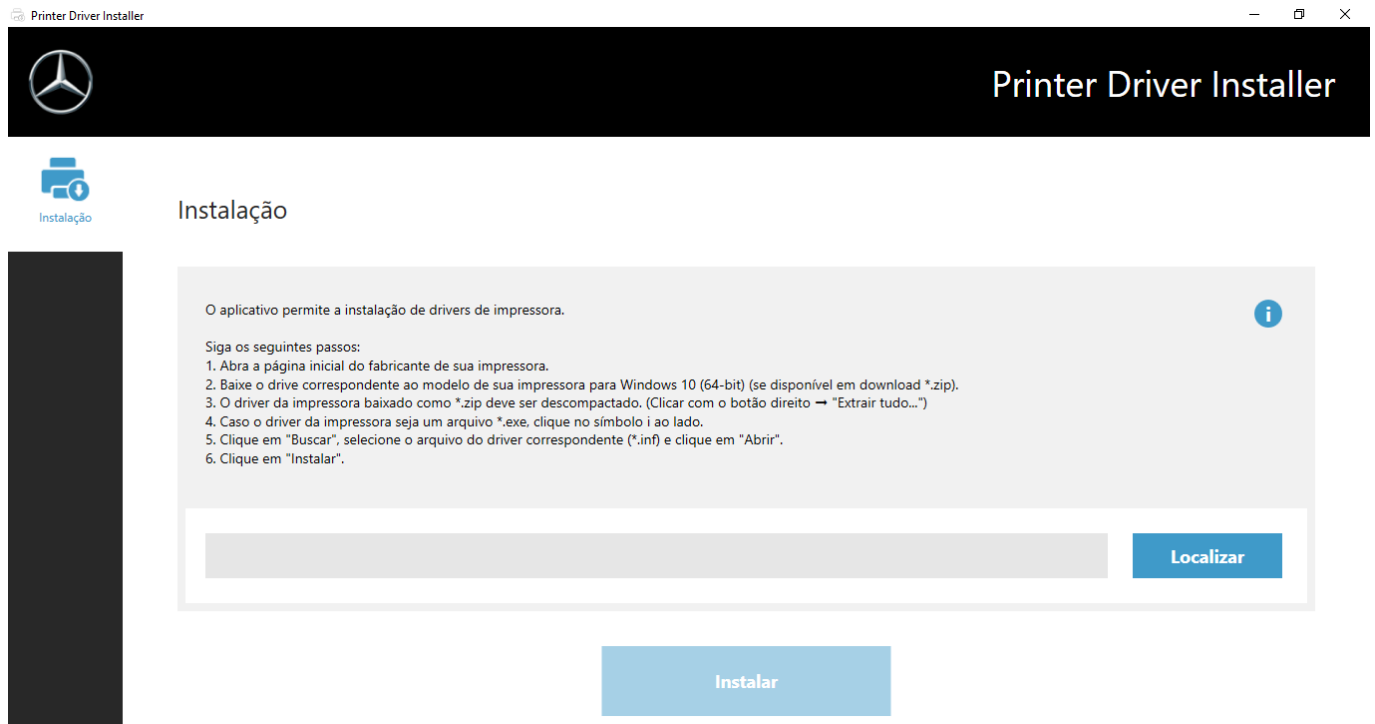 Printer Driver Installer
Printer Driver Installer
Instalação
Instalação
O aplicativo permite a instalação de drivers de impressora.
Siga os seguintes passos:
1. Abra a página inicial do fabricante de sua impressora.
2. Baixe o drive correspondente ao modelo de sua impressora para Windows 10 (64-bit) (se disponível em download *.zip).
3. O driver da impressora baixado como *.zip deve ser descompactado. (Clicar com o botão direito → "Extrair tudo...")
4. Caso o driver da impressora seja um arquivo *.exe, clique no símbolo i ao lado.
5. Clique em "Buscar", selecione o arquivo do driver correspondente (*.inf) e clique em "Abrir".
6. Clique em "Instalar".
i
Localizar
Instalar